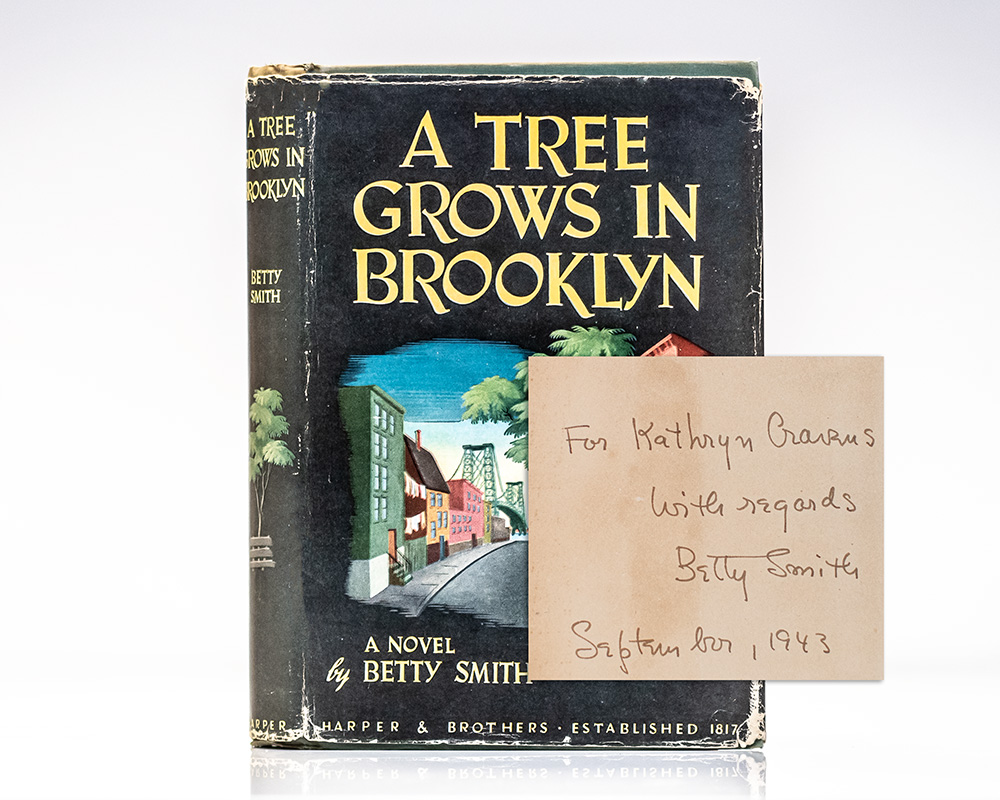 A TREE
GROWS IN
BROOKLYN
BETTY
SMITH
A TREE
GROWS IN
BROOKLYN
A NOVEL
by BETTY SMITH
HARPER & BROTHERS · ESTABLISHED 1817
For Kathryn Cravens
With regards
Betty Smith
September, 1943